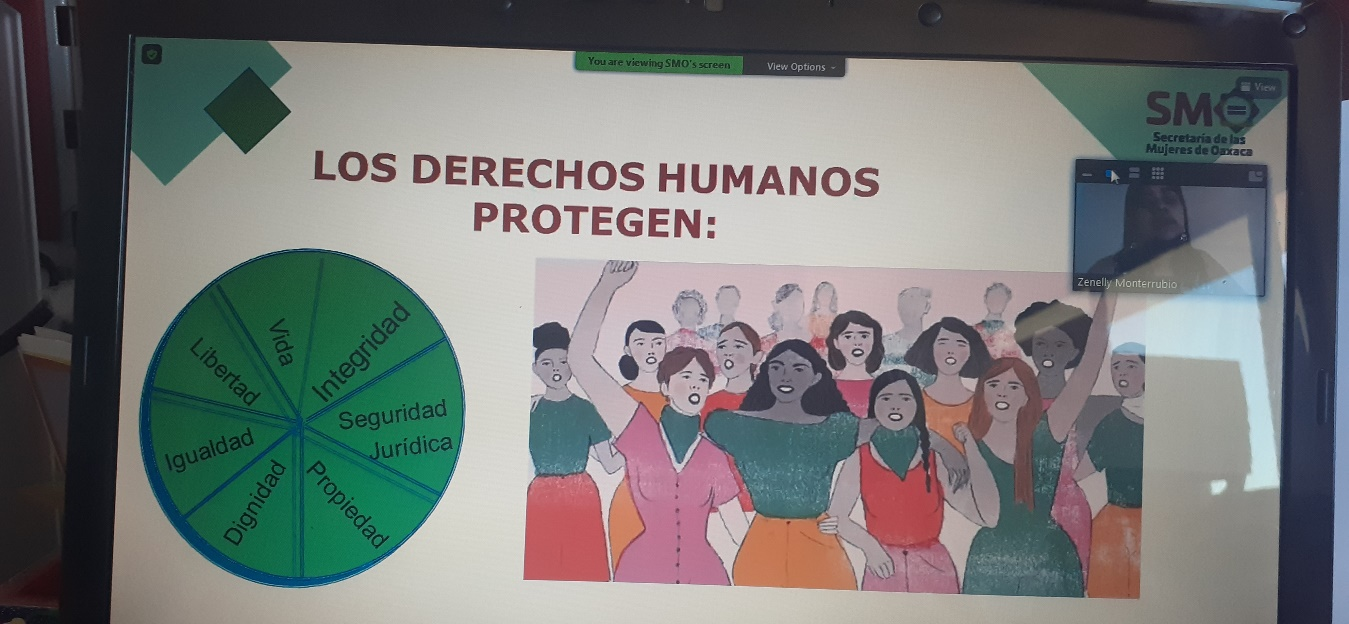 You are viewing SMO's screen
View Options
View
SMO
Secretaría de las
Mujeres de Oaxaca
LOS DERECHOS HUMANOS
PROTEGEN:
Zenelly Monterrubio
Vida
Integridad
Libertad
Seguridad
Jurídica
Igualdad
Dignidad
Propiedad